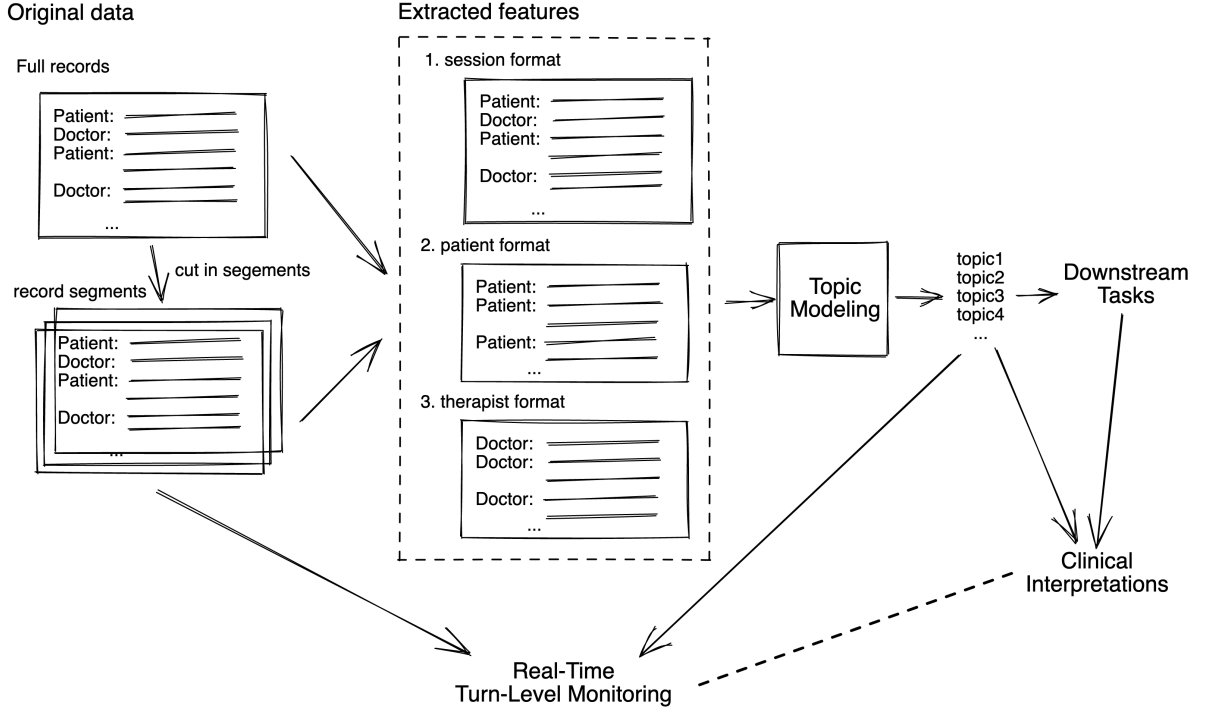 Original data
Full records
Patient:
Doctor:
Patient:
Doctor:
...
cut in segements
record segments
Patient:
Doctor:
Patient:
Doctor:
...
Extracted features
1. session format
Patient:
Doctor:
Patient:
Doctor:
...
2. patient format
Patient:
Patient:
Patient:
...
3. therapist format
Doctor:
Doctor:
Doctor:
...
Topic
Modeling
topic1
topic2
topic3
topic4
...
Downstream
Tasks
Clinical
Interpretations
Real-Time
Turn-Level Monitoring